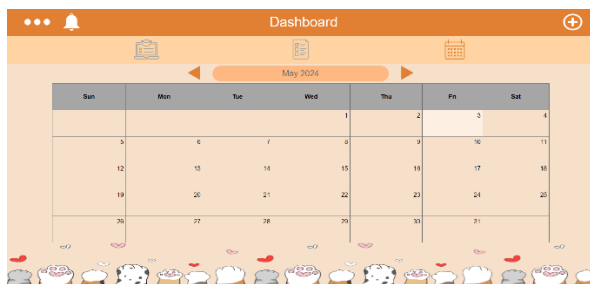 Dashboard
May 2024
Sun Mon Tue Wed Thu Fri Sat
1 2 3 4
5 6 7 8 9 10 11
12 13 14 15 16 17 18
19 20 21 22 23 24 25
26 27 28 29 30 31